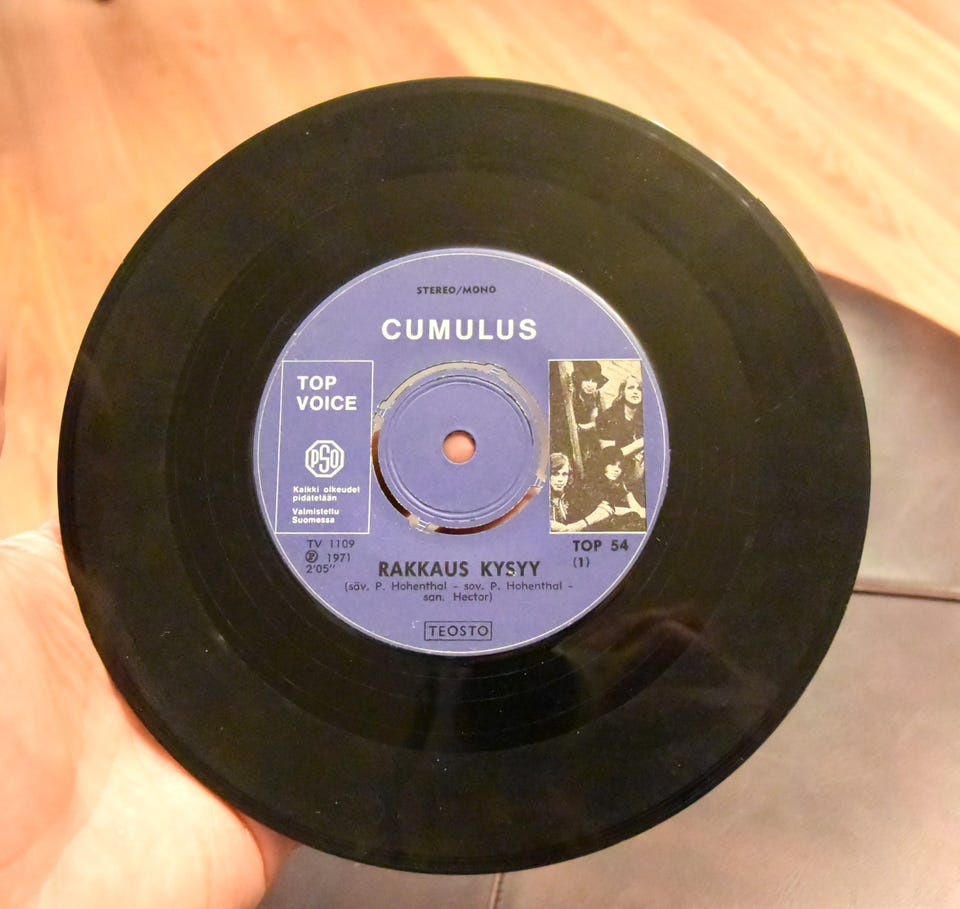 STEREO/MONO
CUMULUS
TOP
VOICE
PSO
Kaikki oikeudet
pidätetään
Valmistettu
Suomessa
TV 1109
Ⓟ 1971
2'05"
TOP 54
(1)
RAKKAUS KYSYY
(säv. P. Hohenthal – sov. P. Hohenthal –
san. Hector)
TEOSTO